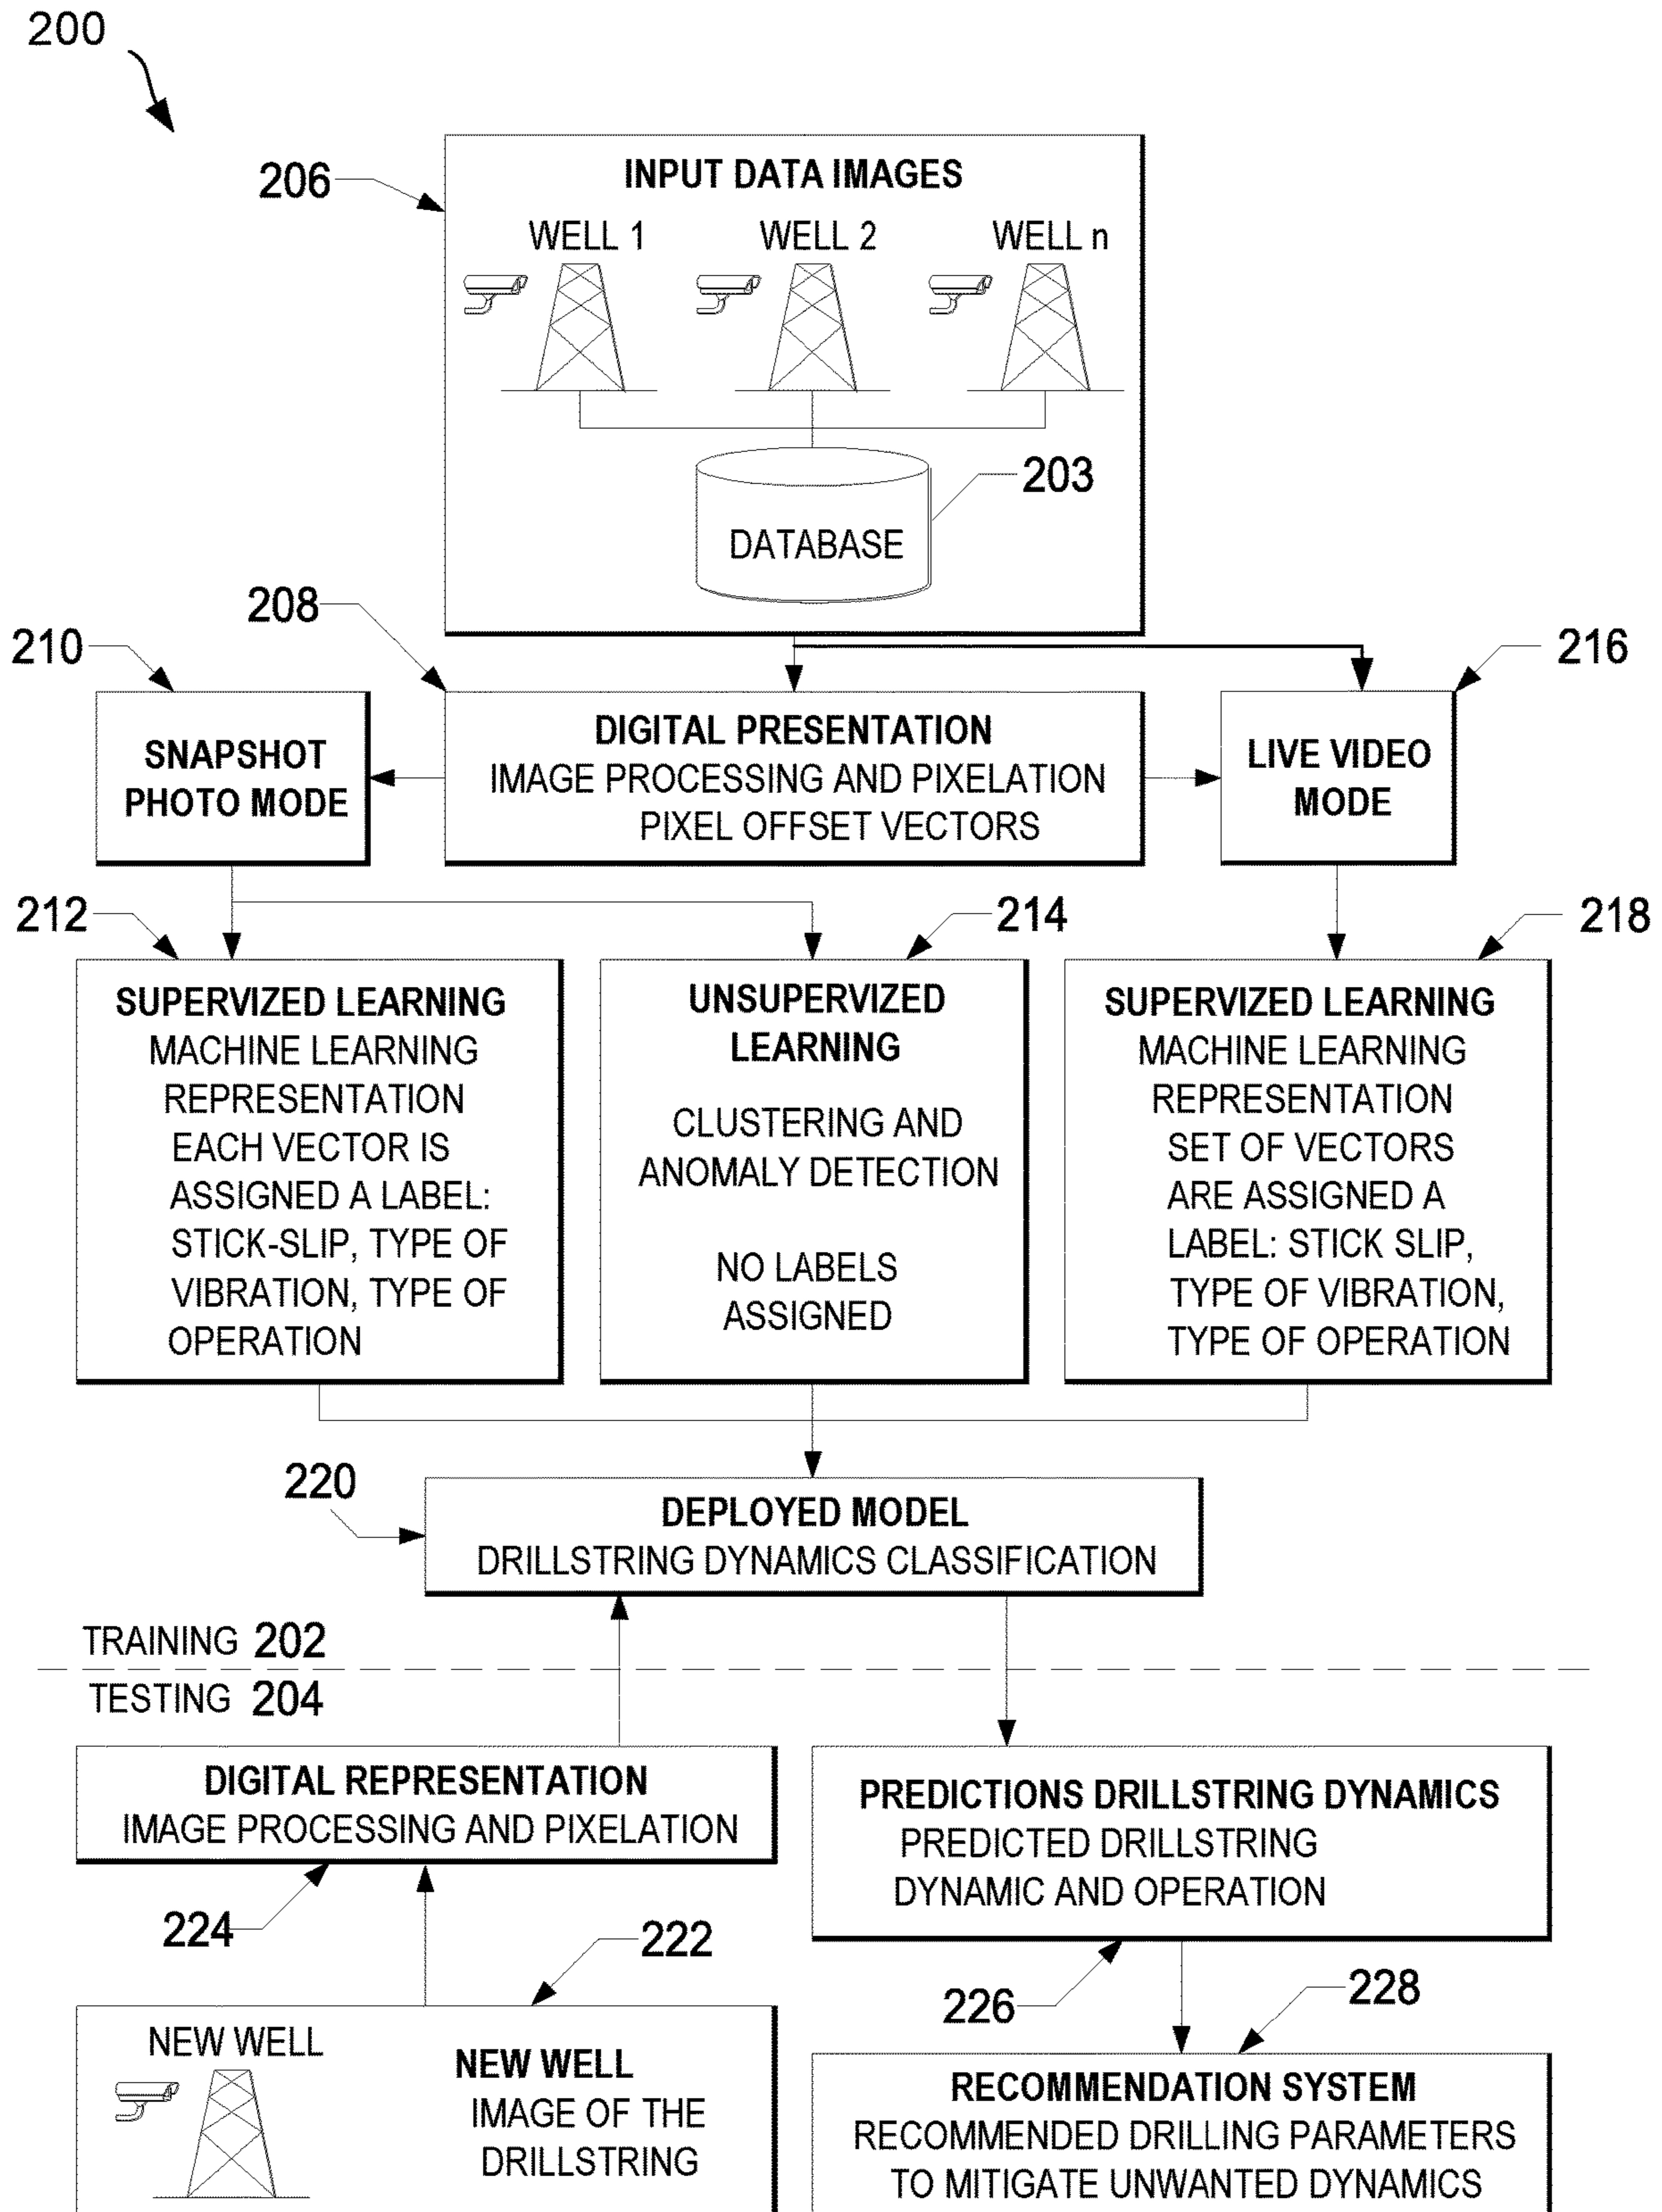 200
206
INPUT DATA IMAGES
WELL 1 WELL 2 WELL n
203
DATABASE
208
210
216
SNAPSHOT
PHOTO MODE
DIGITAL PRESENTATION
IMAGE PROCESSING AND PIXELATION
PIXEL OFFSET VECTORS
LIVE VIDEO
MODE
212
214
218
SUPERVIZED LEARNING
MACHINE LEARNING
REPRESENTATION
EACH VECTOR IS
ASSIGNED A LABEL:
STICK-SLIP, TYPE OF
VIBRATION, TYPE OF
OPERATION
UNSUPERVIZED
LEARNING
CLUSTERING AND
ANOMALY DETECTION
NO LABELS
ASSIGNED
SUPERVIZED LEARNING
MACHINE LEARNING
REPRESENTATION
SET OF VECTORS
ARE ASSIGNED A
LABEL: STICK SLIP,
TYPE OF VIBRATION,
TYPE OF OPERATION
220
DEPLOYED MODEL
DRILLSTRING DYNAMICS CLASSIFICATION
TRAINING 202
TESTING 204
DIGITAL REPRESENTATION
IMAGE PROCESSING AND PIXELATION
224
222
NEW WELL
NEW WELL
IMAGE OF THE
DRILLSTRING
PREDICTIONS DRILLSTRING DYNAMICS
PREDICTED DRILLSTRING
DYNAMIC AND OPERATION
226
228
RECOMMENDATION SYSTEM
RECOMMENDED DRILLING PARAMETERS
TO MITIGATE UNWANTED DYNAMICS